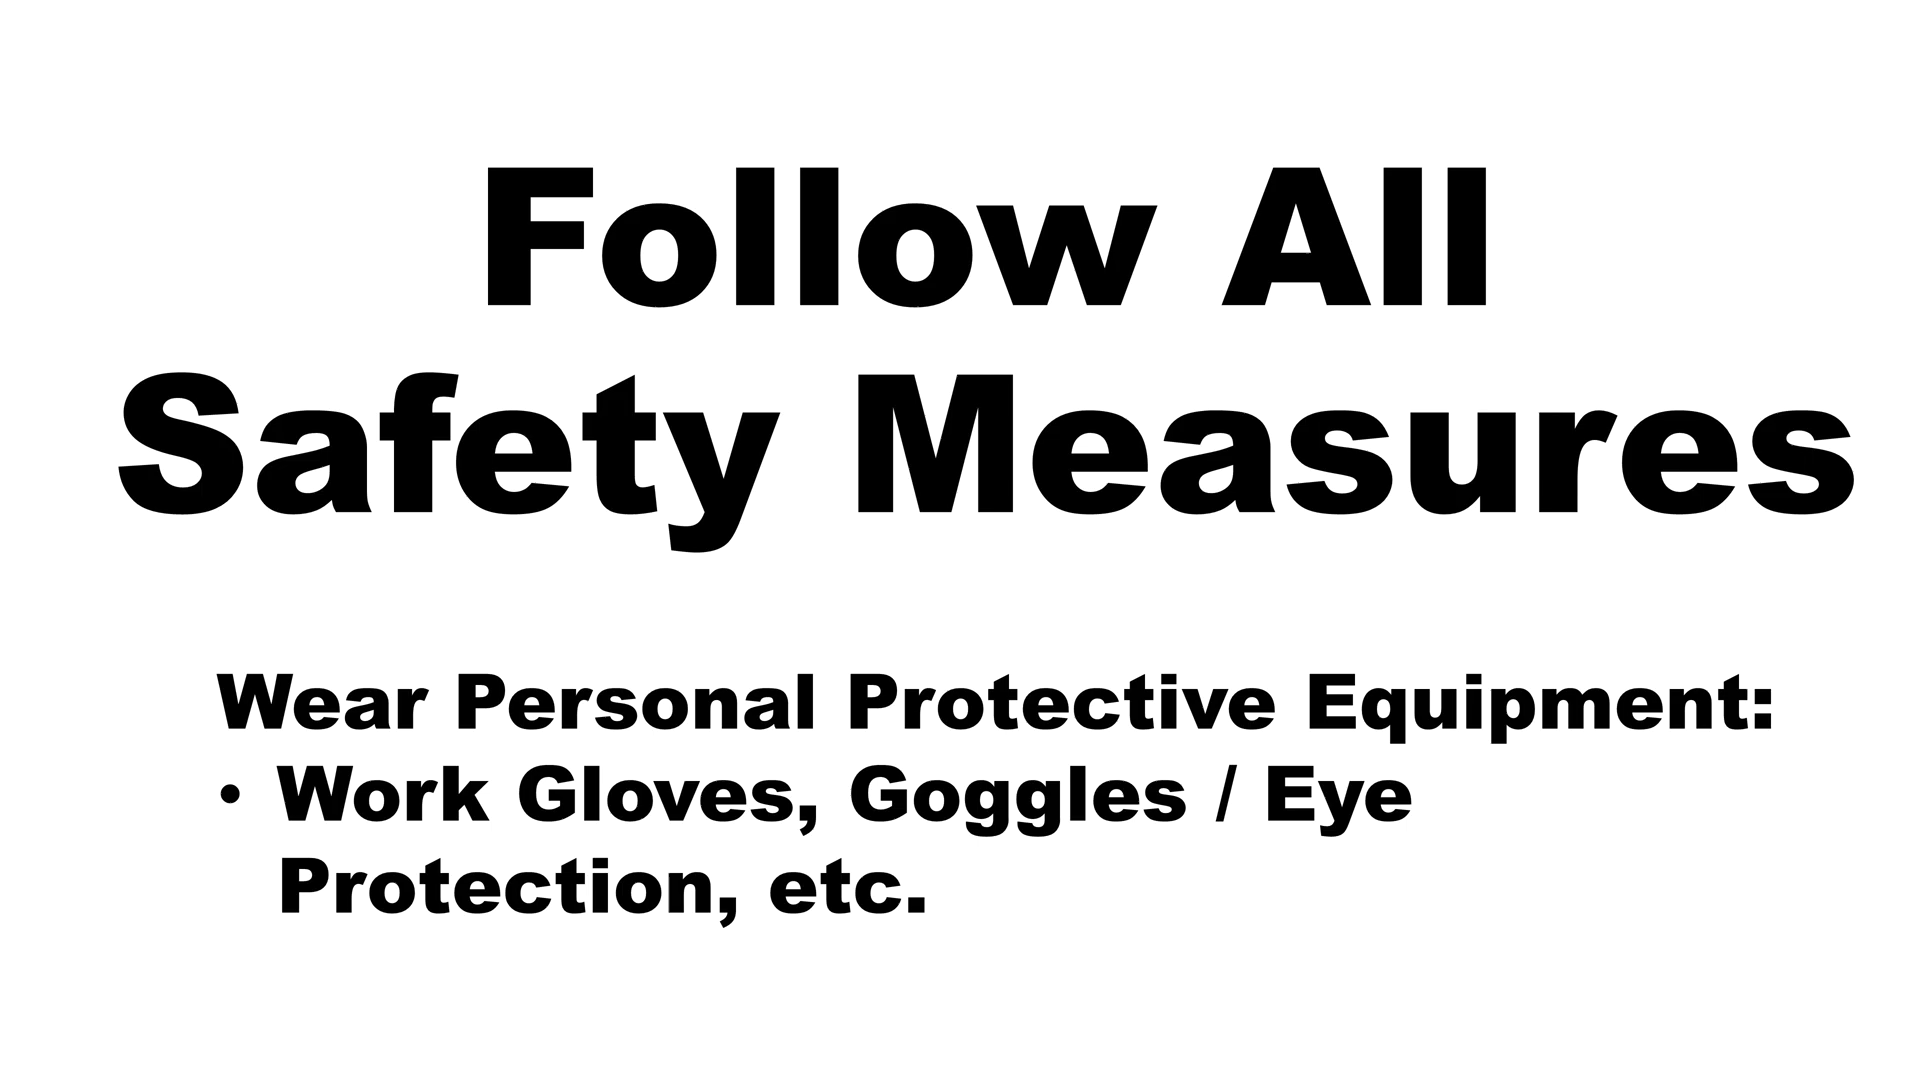 Follow All
Safety Measures
Wear Personal Protective Equipment:
• Work Gloves, Goggles / Eye
Protection, etc.